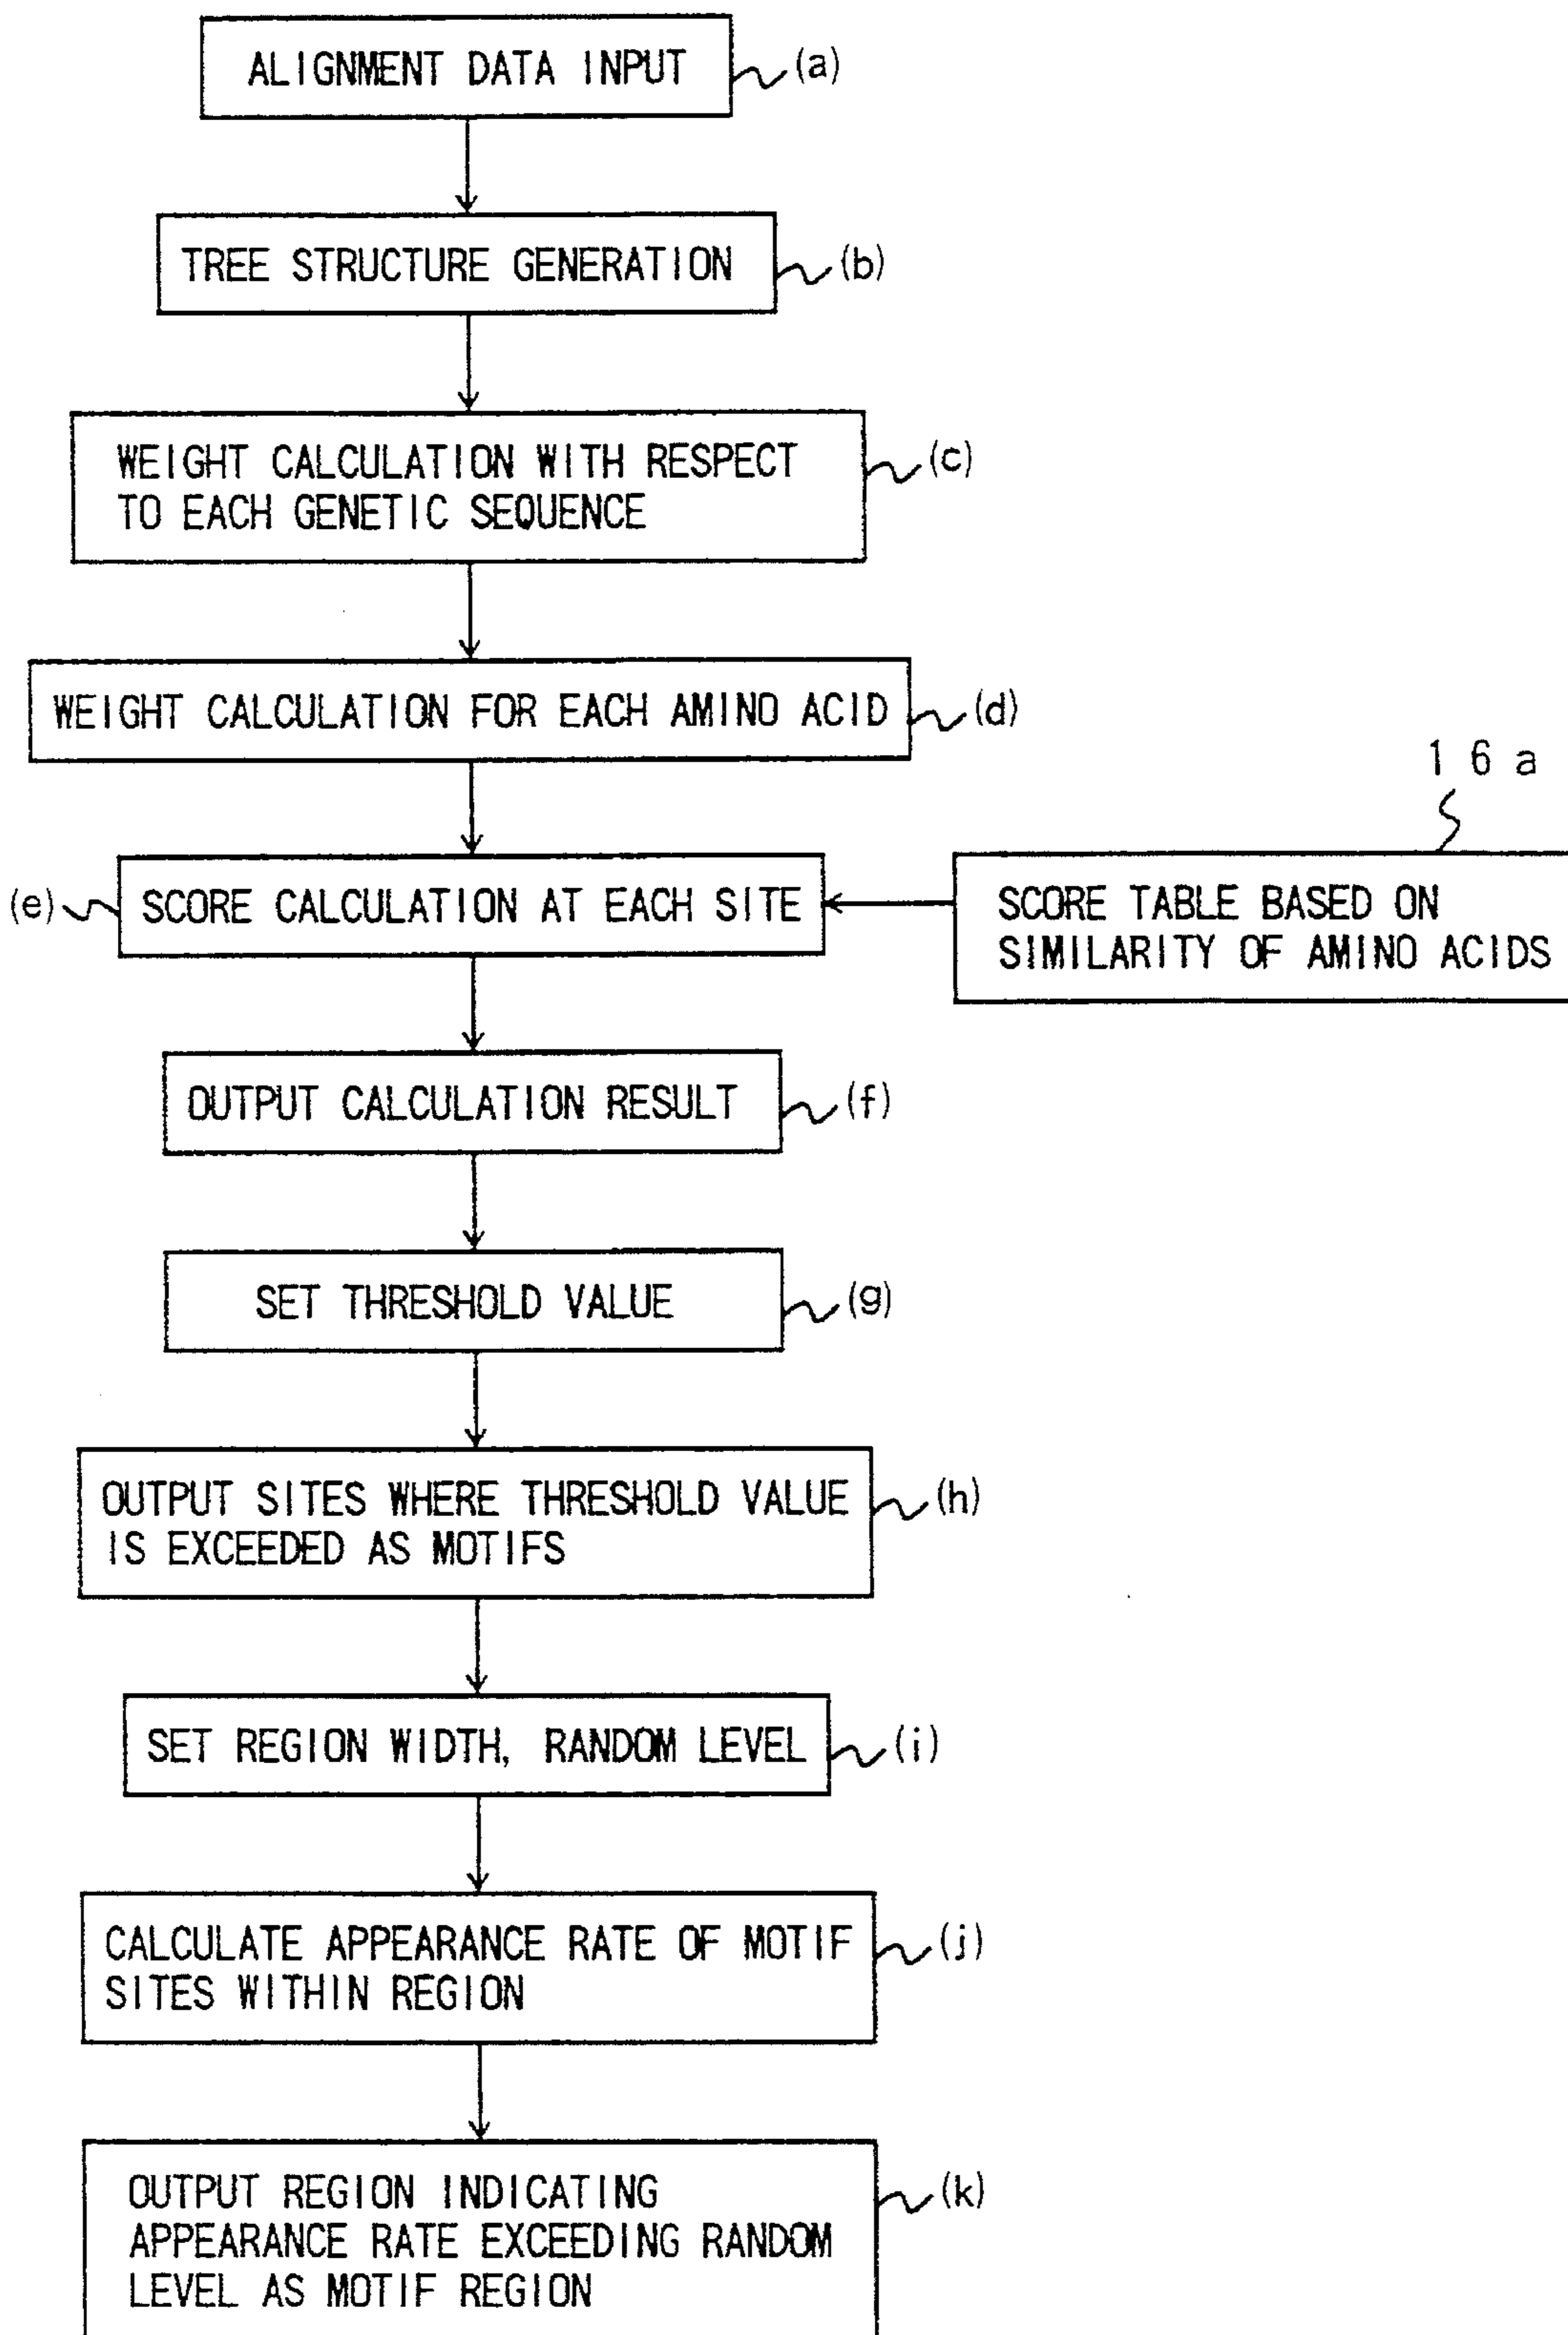 ALIGNMENT DATA INPUT (a)
TREE STRUCTURE GENERATION (b)
WEIGHT CALCULATION WITH RESPECT (c)
TO EACH GENETIC SEQUENCE
WEIGHT CALCULATION FOR EACH AMINO ACID (d)
16a
(e) SCORE CALCULATION AT EACH SITE
SCORE TABLE BASED ON
SIMILARITY OF AMINO ACIDS
OUTPUT CALCULATION RESULT (f)
SET THRESHOLD VALUE (g)
OUTPUT SITES WHERE THRESHOLD VALUE (h)
IS EXCEEDED AS MOTIFS
SET REGION WIDTH, RANDOM LEVEL (i)
CALCULATE APPEARANCE RATE OF MOTIF (j)
SITES WITHIN REGION
OUTPUT REGION INDICATING (k)
APPEARANCE RATE EXCEEDING RANDOM
LEVEL AS MOTIF REGION